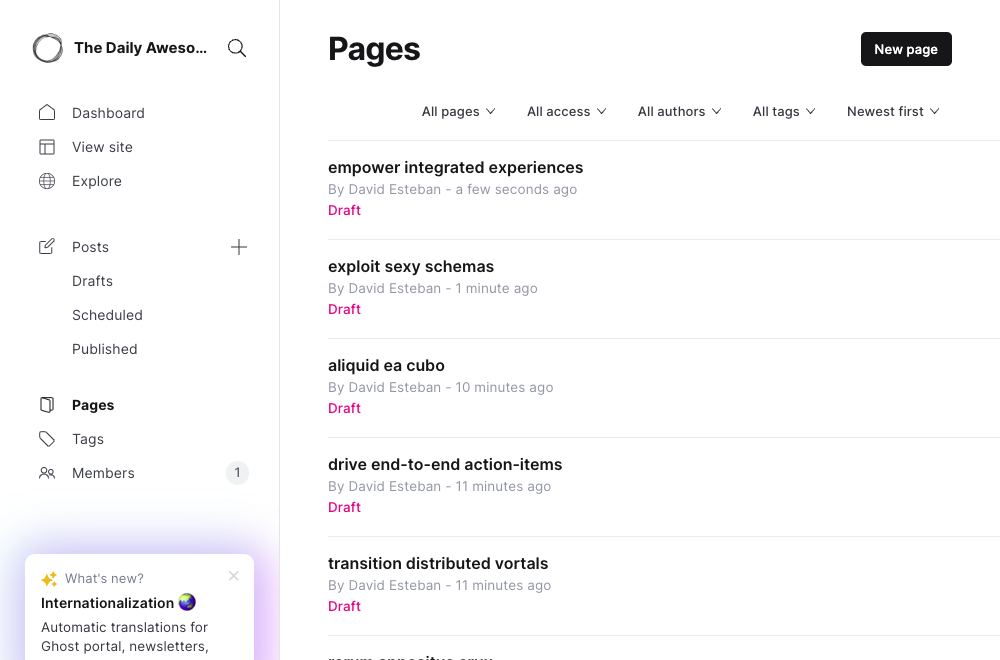 The Daily Aweso...
Dashboard
View site
Explore
Posts
Drafts
Scheduled
Published
Pages
Tags
Members
1
What's new?
Internationalization
Automatic translations for
Ghost portal, newsletters,
Pages
New page
All pages
All access
All authors
All tags
Newest first
empower integrated experiences
By David Esteban - a few seconds ago
Draft
exploit sexy schemas
By David Esteban - 1 minute ago
Draft
aliquid ea cubo
By David Esteban - 10 minutes ago
Draft
drive end-to-end action-items
By David Esteban - 11 minutes ago
Draft
transition distributed vortals
By David Esteban - 11 minutes ago
Draft